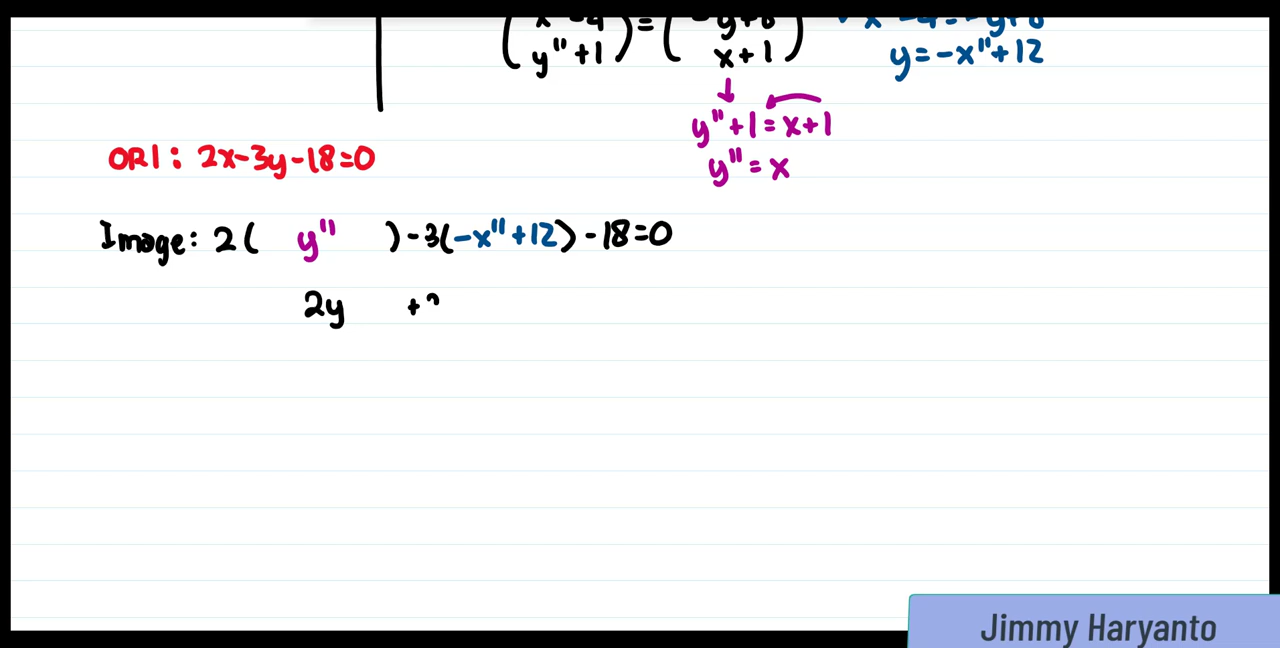 y" + 1) = ( x + 1 )
y = -x" + 12
y" + 1 = x + 1
y" = x
ORI : 2x - 3y - 18 = 0
Image: 2( y" ) - 3(-x" + 12) - 18 = 0
2y +
Jimmy Haryanto